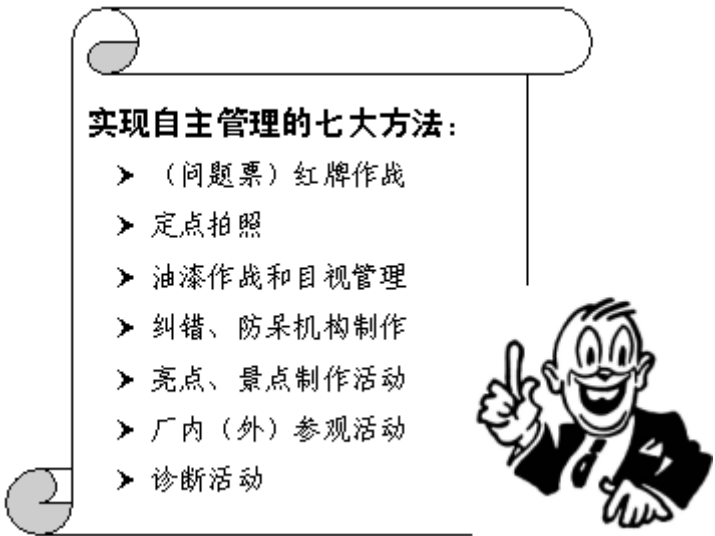 实现自主管理的七大方法：
（问题票）红牌作战
定点拍照
油漆作战和目视管理
纠错、防呆机构制作
亮点、景点制作活动
厂内（外）参观活动
诊断活动